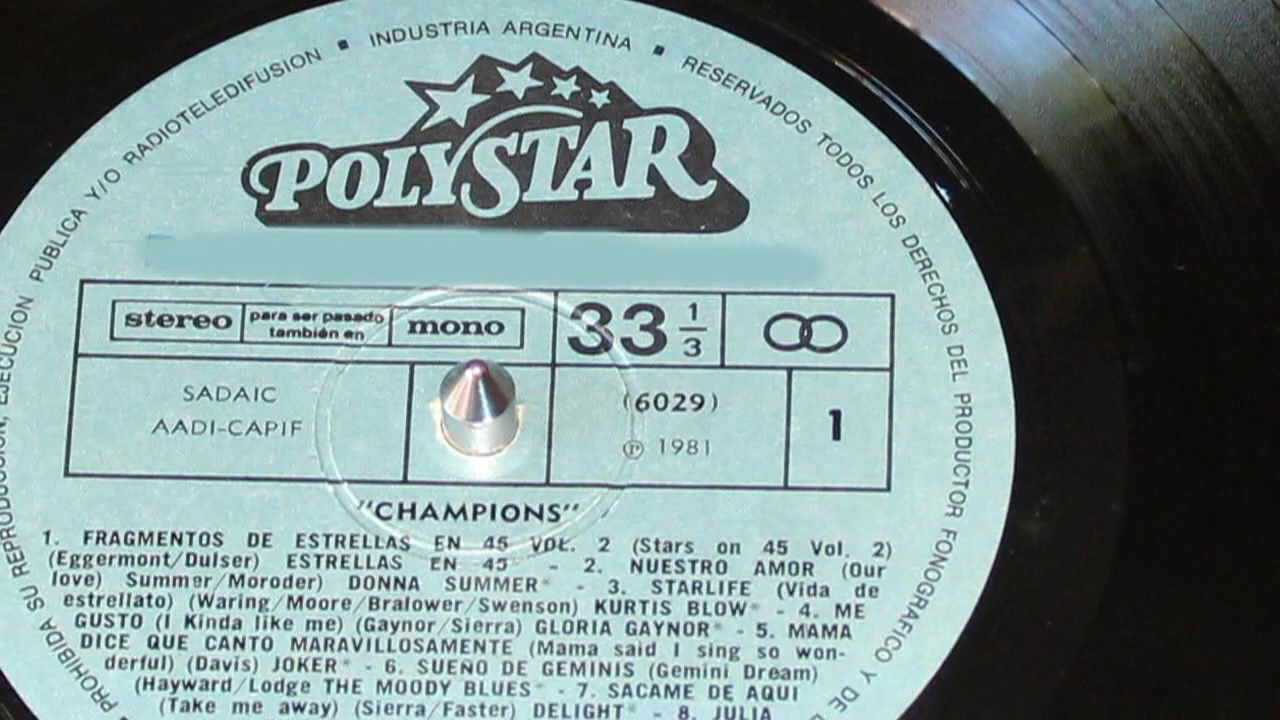 PROHIBIDA SU REPRODUCCION, EJECUCION PUBLICA Y/O RADIOTELEDIFUSION ■ INDUSTRIA ARGENTINA ■ RESERVADOS TODOS LOS DERECHOS DEL PRODUCTOR FONOGRAFICO Y DE
POLYSTAR
stereo para ser pasado también en mono 33 1/3
SADAIC
AADI-CAPIF
(6029)
℗ 1981
1
"CHAMPIONS"
1. FRAGMENTOS DE ESTRELLAS EN 45 VOL. 2 (Stars on 45 Vol. 2)
(Eggermont/Dulser) ESTRELLAS EN 45* - 2. NUESTRO AMOR (Our
love) Summer/Moroder) DONNA SUMMER* - 3. STARLIFE (Vida de
estrellato) (Waring/Moore/Bralower/Swenson) KURTIS BLOW* - 4. ME
GUSTO (I Kinda like me) (Gaynor/Sierra) GLORIA GAYNOR* - 5. MAMA
DICE QUE CANTO MARAVILLOSAMENTE (Mama said I sing so won-
derful) (Davis) JOKER* - 6. SUEÑO DE GEMINIS (Gemini Dream)
(Hayward/Lodge THE MOODY BLUES* - 7. SACAME DE AQUI
(Take me away) (Sierra/Faster) DELIGHT* - 8. JULIA